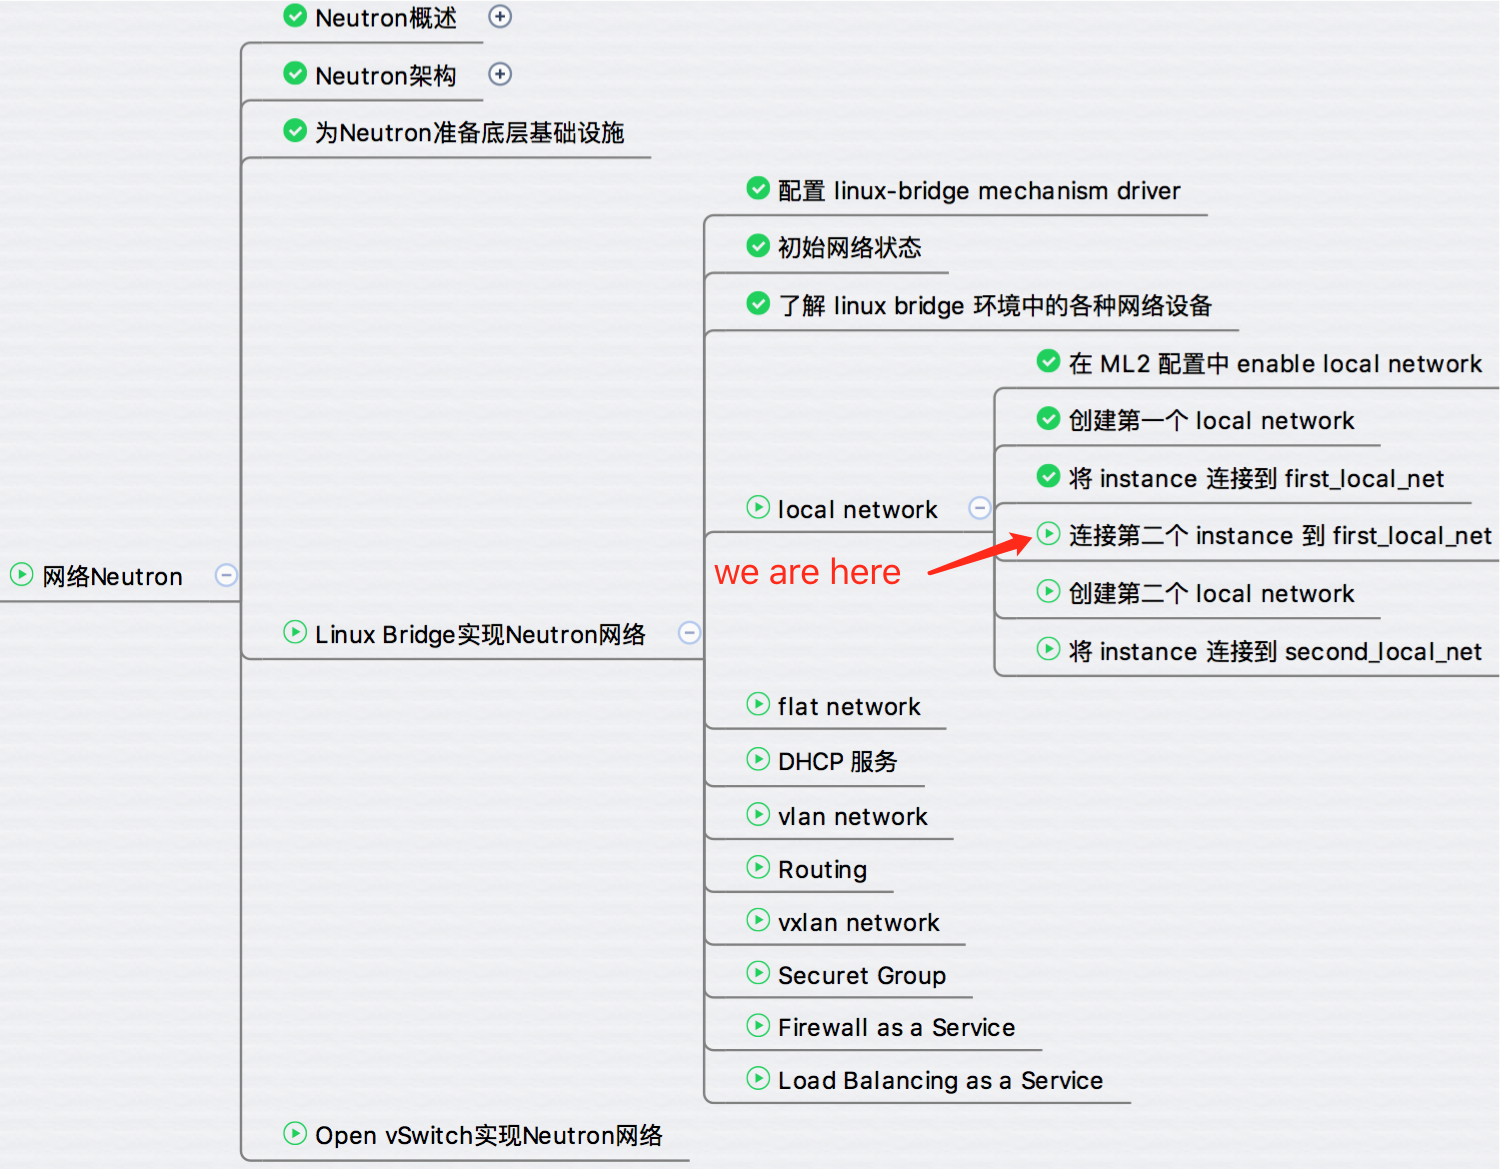 Neutron概述
Neutron架构
为Neutron准备底层基础设施
配置 linux-bridge mechanism driver
初始网络状态
了解 linux bridge 环境中的各种网络设备
在 ML2 配置中 enable local network
创建第一个 local network
将 instance 连接到 first_local_net
local network
连接第二个 instance 到 first_local_net
we are here
网络Neutron
创建第二个 local network
Linux Bridge实现Neutron网络
将 instance 连接到 second_local_net
flat network
DHCP 服务
vlan network
Routing
vxlan network
Securet Group
Firewall as a Service
Load Balancing as a Service
Open vSwitch实现Neutron网络